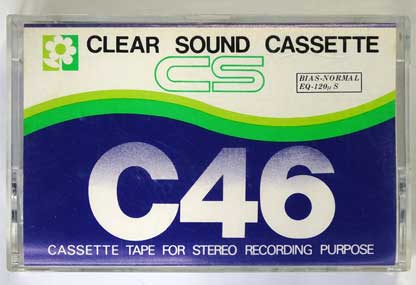 CLEAR SOUND CASSETTE
CS
BIAS-NORMAL
EQ-120μS
C46
CASSETTE TAPE FOR STEREO RECORDING PURPOSE